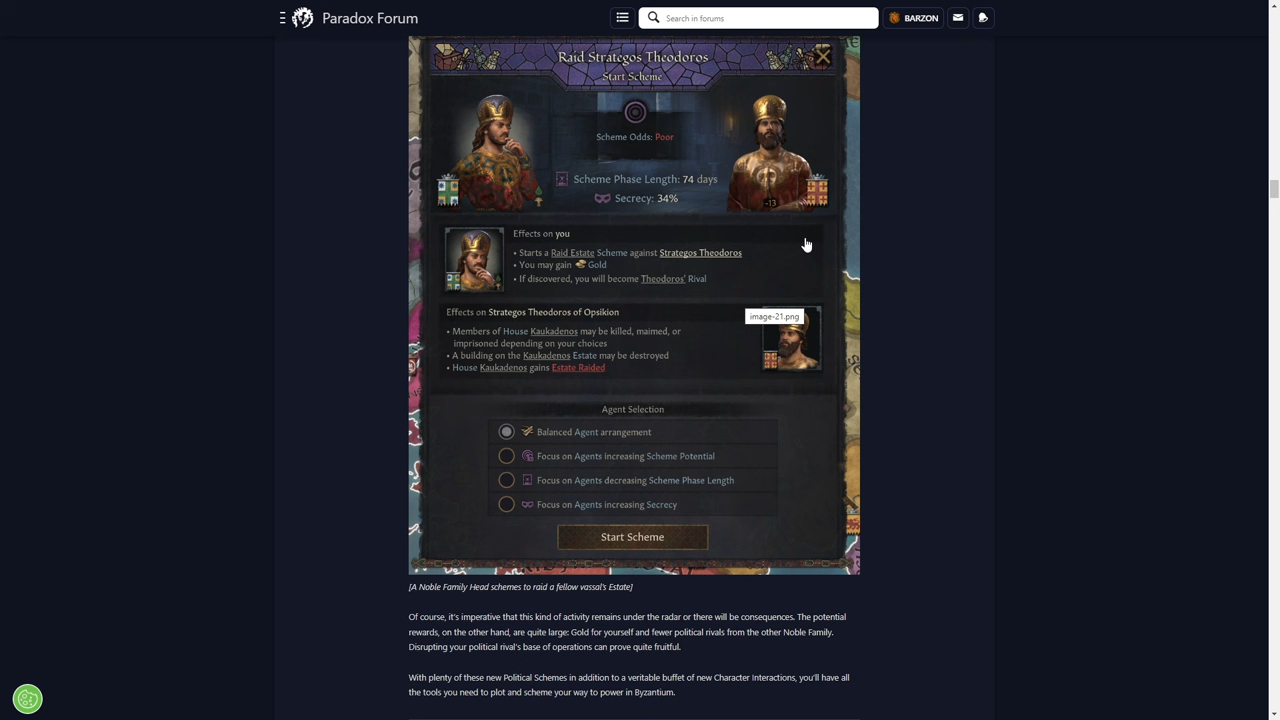 Paradox Forum
Search in forums
BARZON
Raid Strategos Theodoros
Start Scheme
Scheme Odds: Poor
Scheme Phase Length: 74 days
Secrecy: 34%
-13
Effects on you
• Starts a Raid Estate Scheme against Strategos Theodoros
• You may gain Gold
• If discovered, you will become Theodoros' Rival
Effects on Strategos Theodoros of Opsikion
image-21.png
• Members of House Kaukadenos may be killed, maimed, or
imprisoned depending on your choices
• A building on the Kaukadenos Estate may be destroyed
• House Kaukadenos gains Estate Raided
Agent Selection
Balanced Agent arrangement
Focus on Agents increasing Scheme Potential
Focus on Agents decreasing Scheme Phase Length
Focus on Agents increasing Secrecy
Start Scheme
[A Noble Family Head schemes to raid a fellow vassal's Estate]
Of course, it's imperative that this kind of activity remains under the radar or there will be consequences. The potential
rewards, on the other hand, are quite large: Gold for yourself and fewer political rivals from the other Noble Family.
Disrupting your political rival's base of operations can prove quite fruitful.
With plenty of these new Political Schemes in addition to a veritable buffet of new Character Interactions, you'll have all
the tools you need to plot and scheme your way to power in Byzantium.